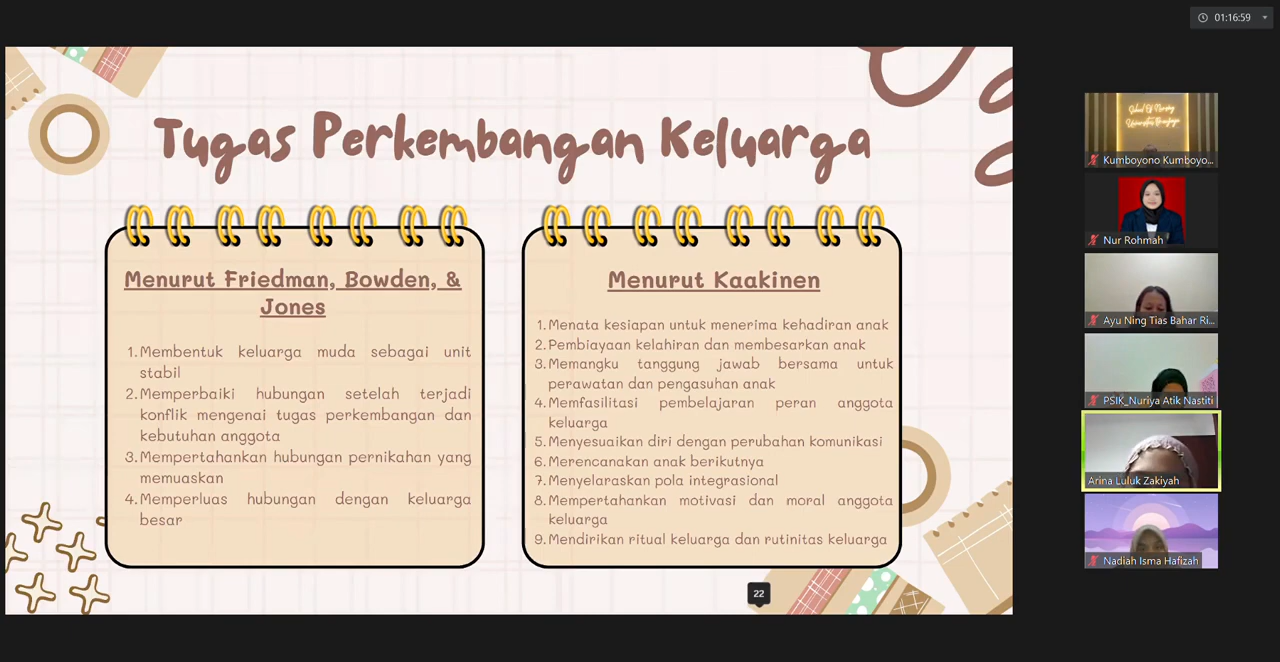 01:16:59
Tugas Perkembangan Keluarga
Menurut Friedman, Bowden, &
Jones
1. Membentuk keluarga muda sebagai unit
stabil
2. Memperbaiki hubungan setelah terjadi
konflik mengenai tugas perkembangan dan
kebutuhan anggota
3. Mempertahankan hubungan pernikahan yang
memuaskan
4. Memperluas hubungan dengan keluarga
besar
Menurut Kaakinen
1. Menata kesiapan untuk menerima kehadiran anak
2. Pembiayaan kelahiran dan membesarkan anak
3. Memangku tanggung jawab bersama untuk
perawatan dan pengasuhan anak
4. Memfasilitasi pembelajaran peran anggota
keluarga
5. Menyesuaikan diri dengan perubahan komunikasi
6. Merencanakan anak berikutnya
7. Menyelaraskan pola integrasional
8. Mempertahankan motivasi dan moral anggota
keluarga
9. Mendirikan ritual keluarga dan rutinitas keluarga
22
School Of Nursing
Universitas Brawijaya
Kumboyono Kumboyo...
Nur Rohmah
Ayu Ning Tias Bahar Ri...
PSIK_Nuriya Atik Nastiti
Arina Luluk Zakiyah
Nadiah Isma Hafizah